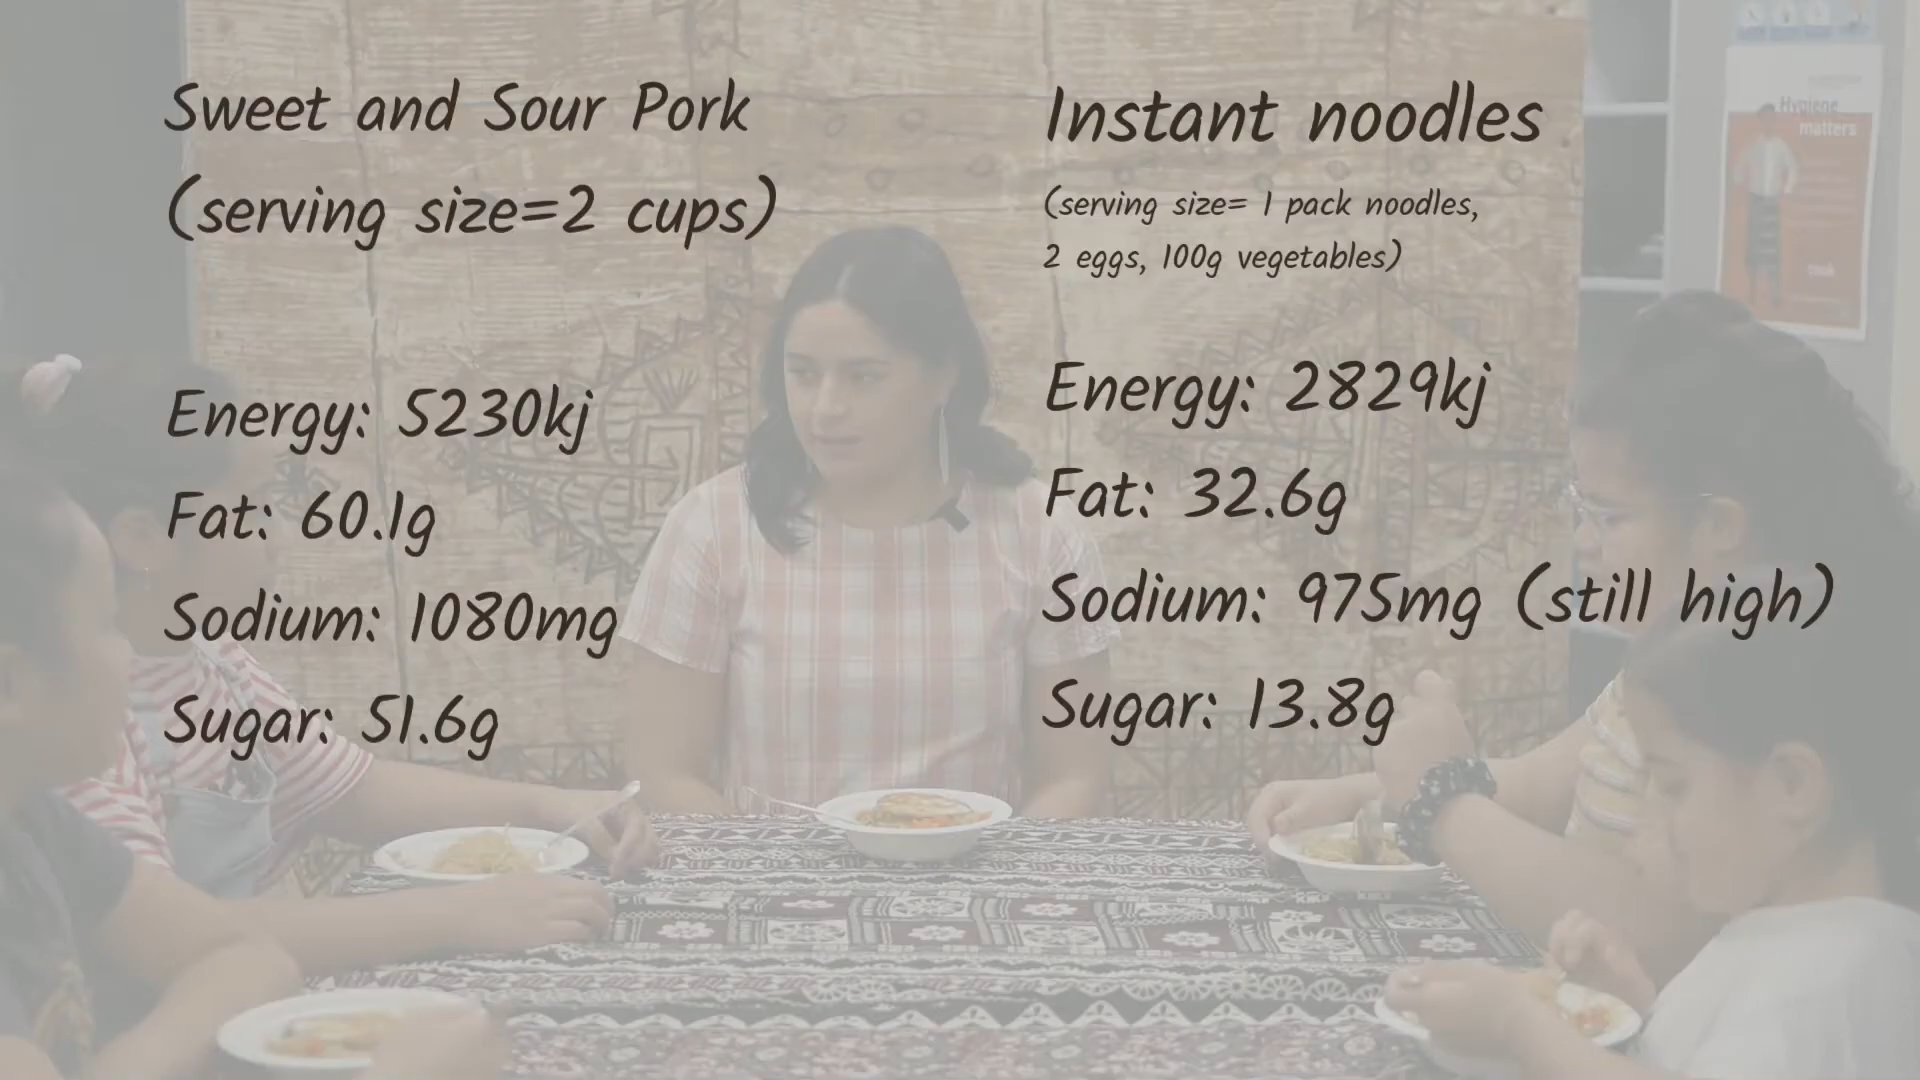 Sweet and Sour Pork
(serving size=2 cups)
Energy: 5230kj
Fat: 60.1g
Sodium: 1080mg
Sugar: 51.6g
Instant noodles
(serving size= 1 pack noodles,
2 eggs, 100g vegetables)
Energy: 2829kj
Fat: 32.6g
Sodium: 975mg (still high)
Sugar: 13.8g
Hygiene
matters